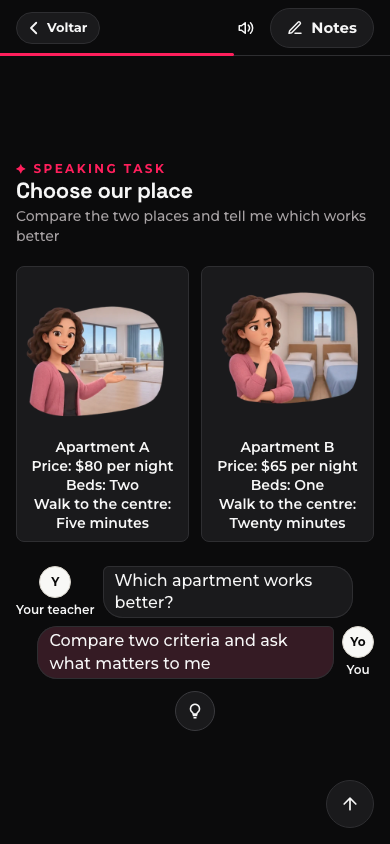 Voltar
Notes
SPEAKING TASK
Choose our place
Compare the two places and tell me which works
better
Apartment A
Price: $80 per night
Beds: Two
Walk to the centre:
Five minutes
Apartment B
Price: $65 per night
Beds: One
Walk to the centre:
Twenty minutes
Y
Your teacher
Which apartment works
better?
Compare two criteria and ask
what matters to me
Yo
You